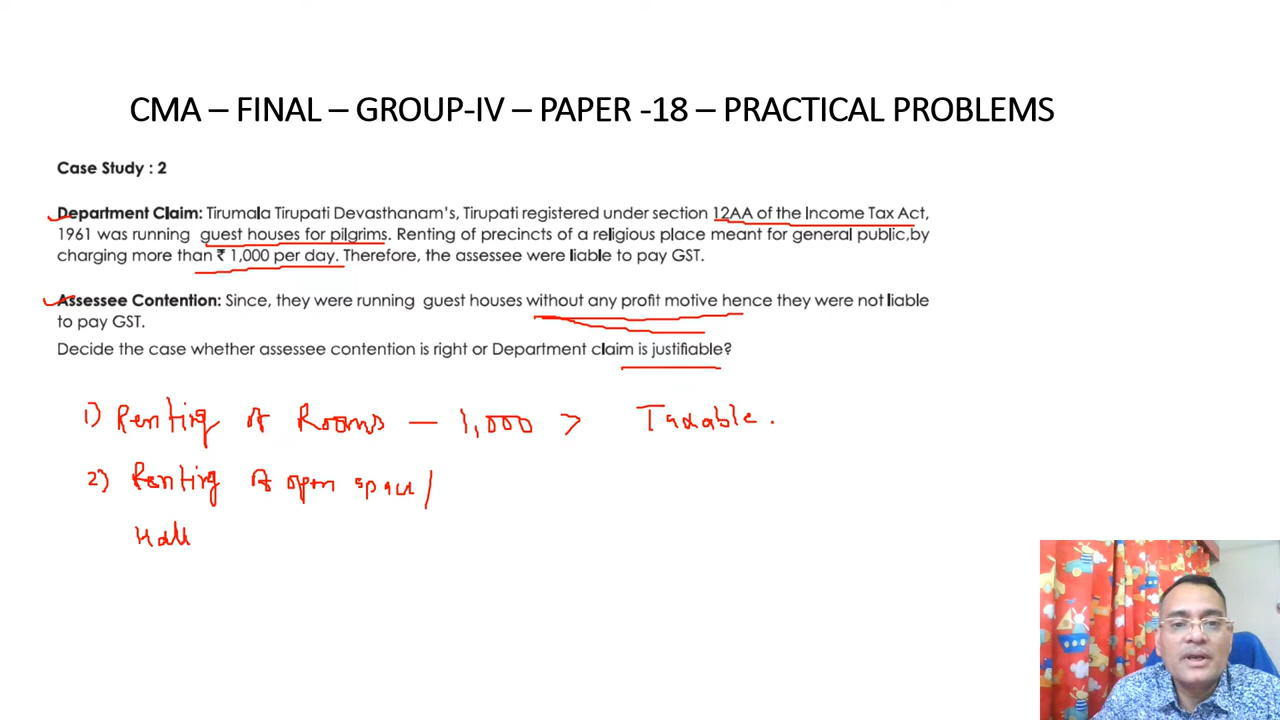 CMA – FINAL – GROUP-IV – PAPER -18 – PRACTICAL PROBLEMS
Case Study : 2
Department Claim: Tirumala Tirupati Devasthanam's, Tirupati registered under section 12AA of the Income Tax Act,
1961 was running guest houses for pilgrims. Renting of precincts of a religious place meant for general public,by
charging more than ₹ 1,000 per day. Therefore, the assessee were liable to pay GST.
Assessee Contention: Since, they were running guest houses without any profit motive hence they were not liable
to pay GST.
Decide the case whether assessee contention is right or Department claim is justifiable?
1) Renting of Rooms – 1,000 > Taxable.
2) Renting of open space/
Hall